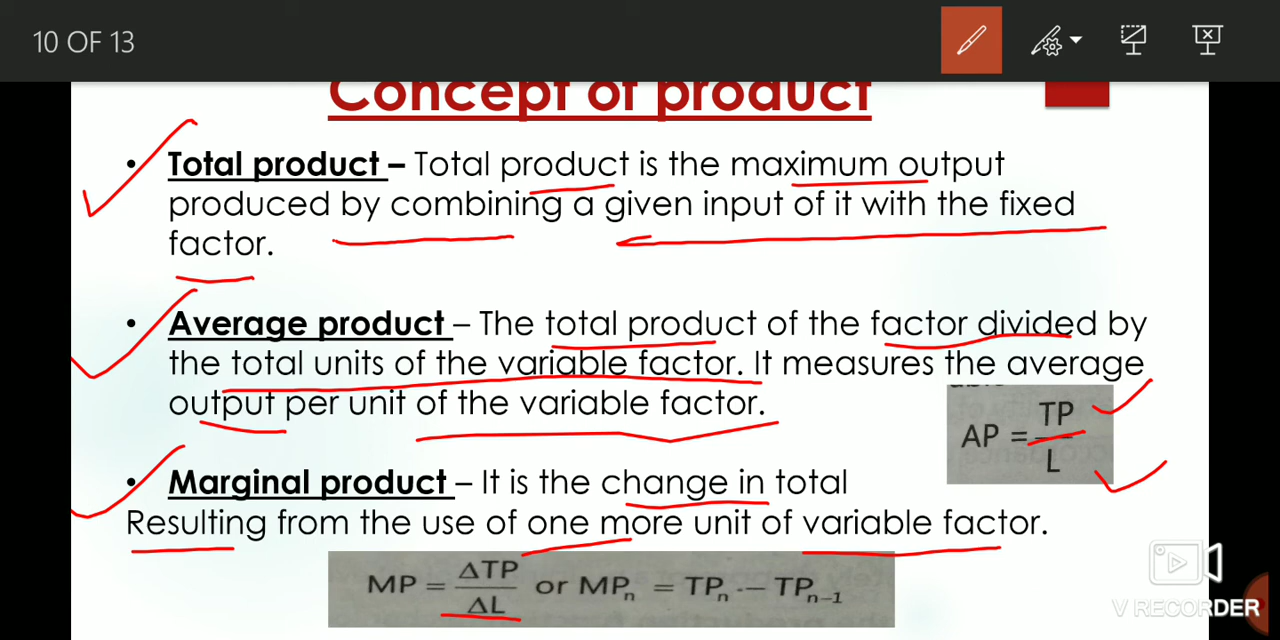 10 OF 13
Concept of product
• Total product – Total product is the maximum output
produced by combining a given input of it with the fixed
factor.
• Average product – The total product of the factor divided by
the total units of the variable factor. It measures the average
output per unit of the variable factor.
AP = TP
L
• Marginal product – It is the change in total
Resulting from the use of one more unit of variable factor.
MP = ΔTP/ΔL or MPₙ = TPₙ - – TPₙ₋₁
V RECORDER